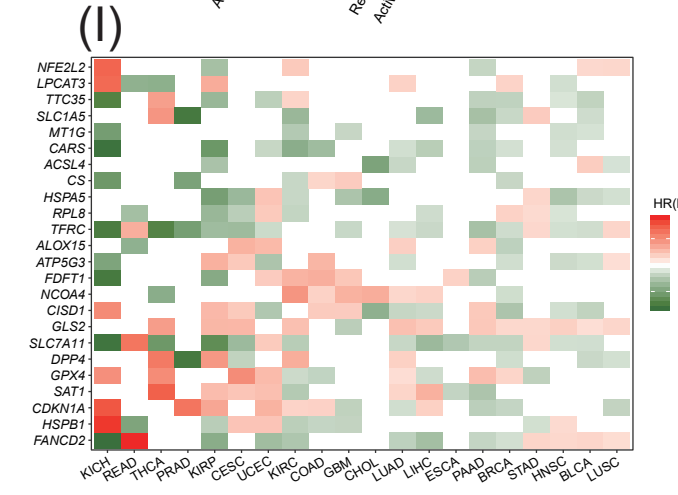 (I)
NFE2L2
LPCAT3
TTC35
SLC1A5
MT1G
CARS
ACSL4
CS
HSPA5
RPL8
TFRC
ALOX15
ATP5G3
FDFT1
NCOA4
CISD1
GLS2
SLC7A11
DPP4
GPX4
SAT1
CDKN1A
HSPB1
FANCD2
KICH READ THCA PRAD KIRP CESC UCEC KIRC COAD GBM CHOL LUAD LIHC ESCA PAAD BRCA STAD HNSC BLCA LUSC